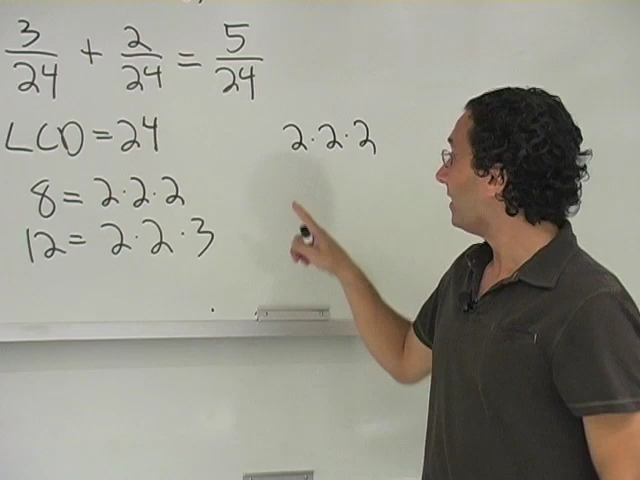 3/24 + 2/24 = 5/24
LCD = 24
2·2·2
8 = 2·2·2
12 = 2·2·3